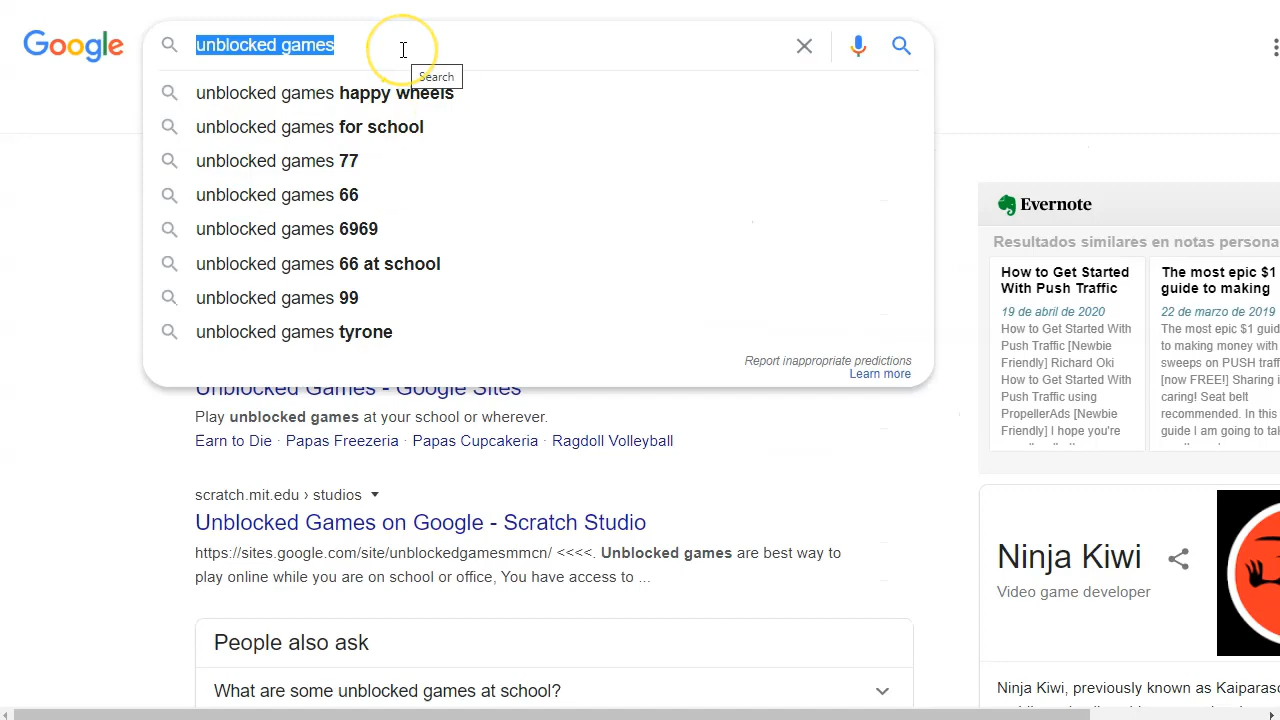 Google
unblocked games
Search
unblocked games happy wheels
unblocked games for school
unblocked games 77
unblocked games 66
unblocked games 6969
unblocked games 66 at school
unblocked games 99
unblocked games tyrone
Report inappropriate predictions
Learn more
Unblocked Games - Google Sites
Play unblocked games at your school or wherever.
Earn to Die · Papas Freezeria · Papas Cupcakeria · Ragdoll Volleyball
scratch.mit.edu › studios
Unblocked Games on Google - Scratch Studio
https://sites.google.com/site/unblockedgamesmmcn/ <<<<. Unblocked games are best way to
play online while you are on school or office, You have access to ...
People also ask
What are some unblocked games at school?
Evernote
Resultados similares en notas persona
How to Get Started
With Push Traffic
19 de abril de 2020
How to Get Started With
Push Traffic [Newbie
Friendly] Richard Oki
How to Get Started With
Push Traffic using
PropellerAds [Newbie
Friendly] I hope you're
The most epic $1
guide to making
22 de marzo de 2019
The most epic $1 guid
to making money with
sweeps on PUSH traff
[now FREE!] Sharing i
caring! Seat belt
recommended. In this
guide I am going to tak
Ninja Kiwi
Video game developer
Ninja Kiwi, previously known as Kaiparaso